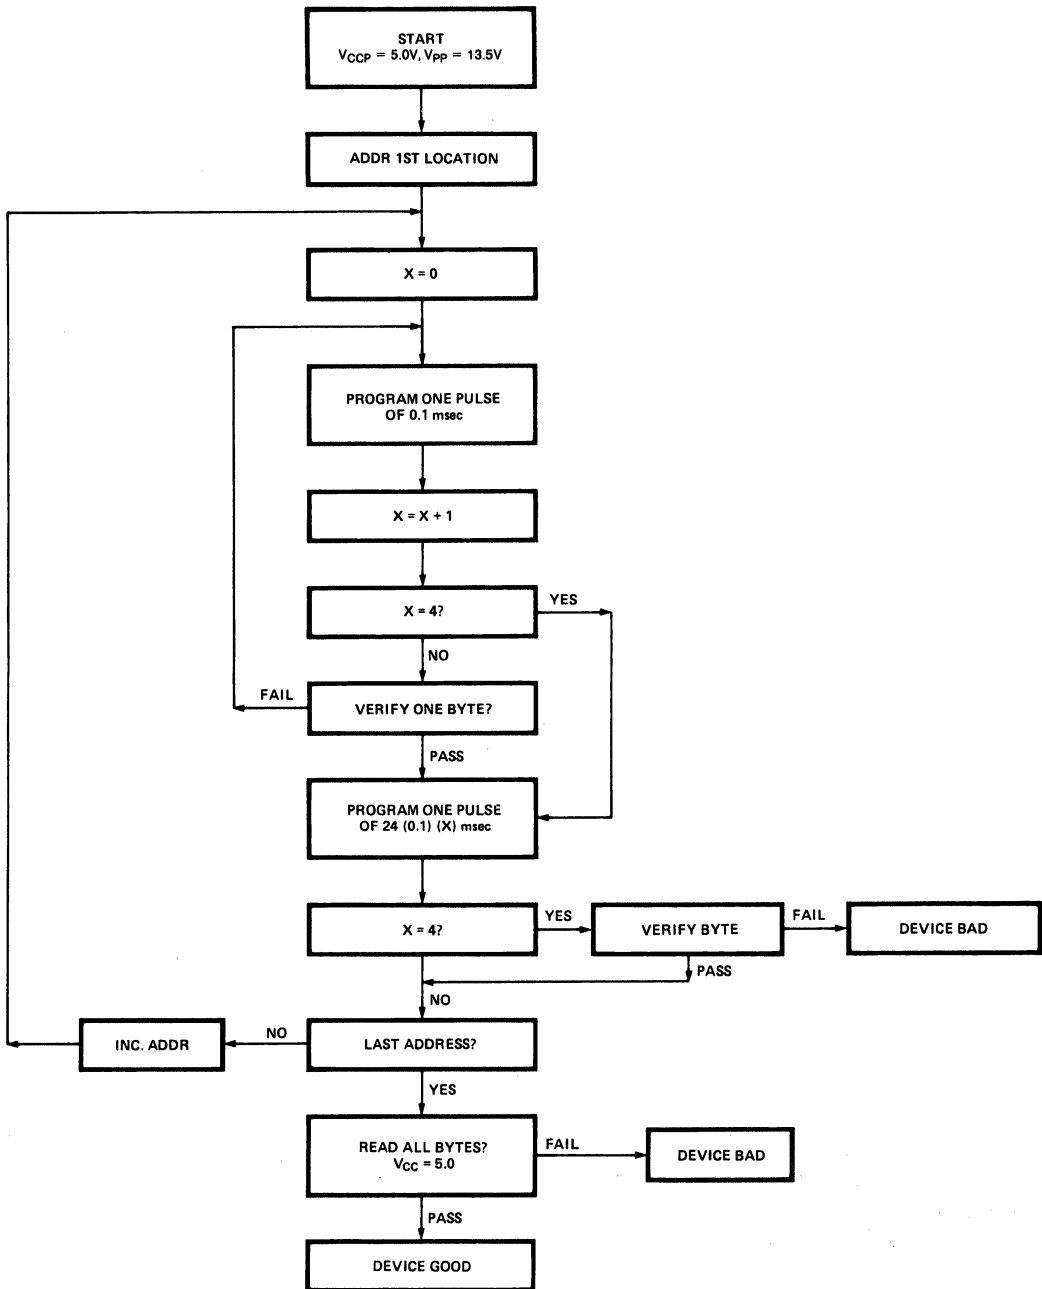 START
VCCP = 5.0V, VPP = 13.5V
ADDR 1ST LOCATION
X = 0
PROGRAM ONE PULSE
OF 0.1 msec
X = X + 1
X = 4?
YES
NO
FAIL
VERIFY ONE BYTE?
PASS
PROGRAM ONE PULSE
OF 24 (0.1) (X) msec
X = 4?
YES
VERIFY BYTE
FAIL
DEVICE BAD
PASS
NO
INC. ADDR
NO
LAST ADDRESS?
YES
READ ALL BYTES?
VCC = 5.0
FAIL
DEVICE BAD
PASS
DEVICE GOOD